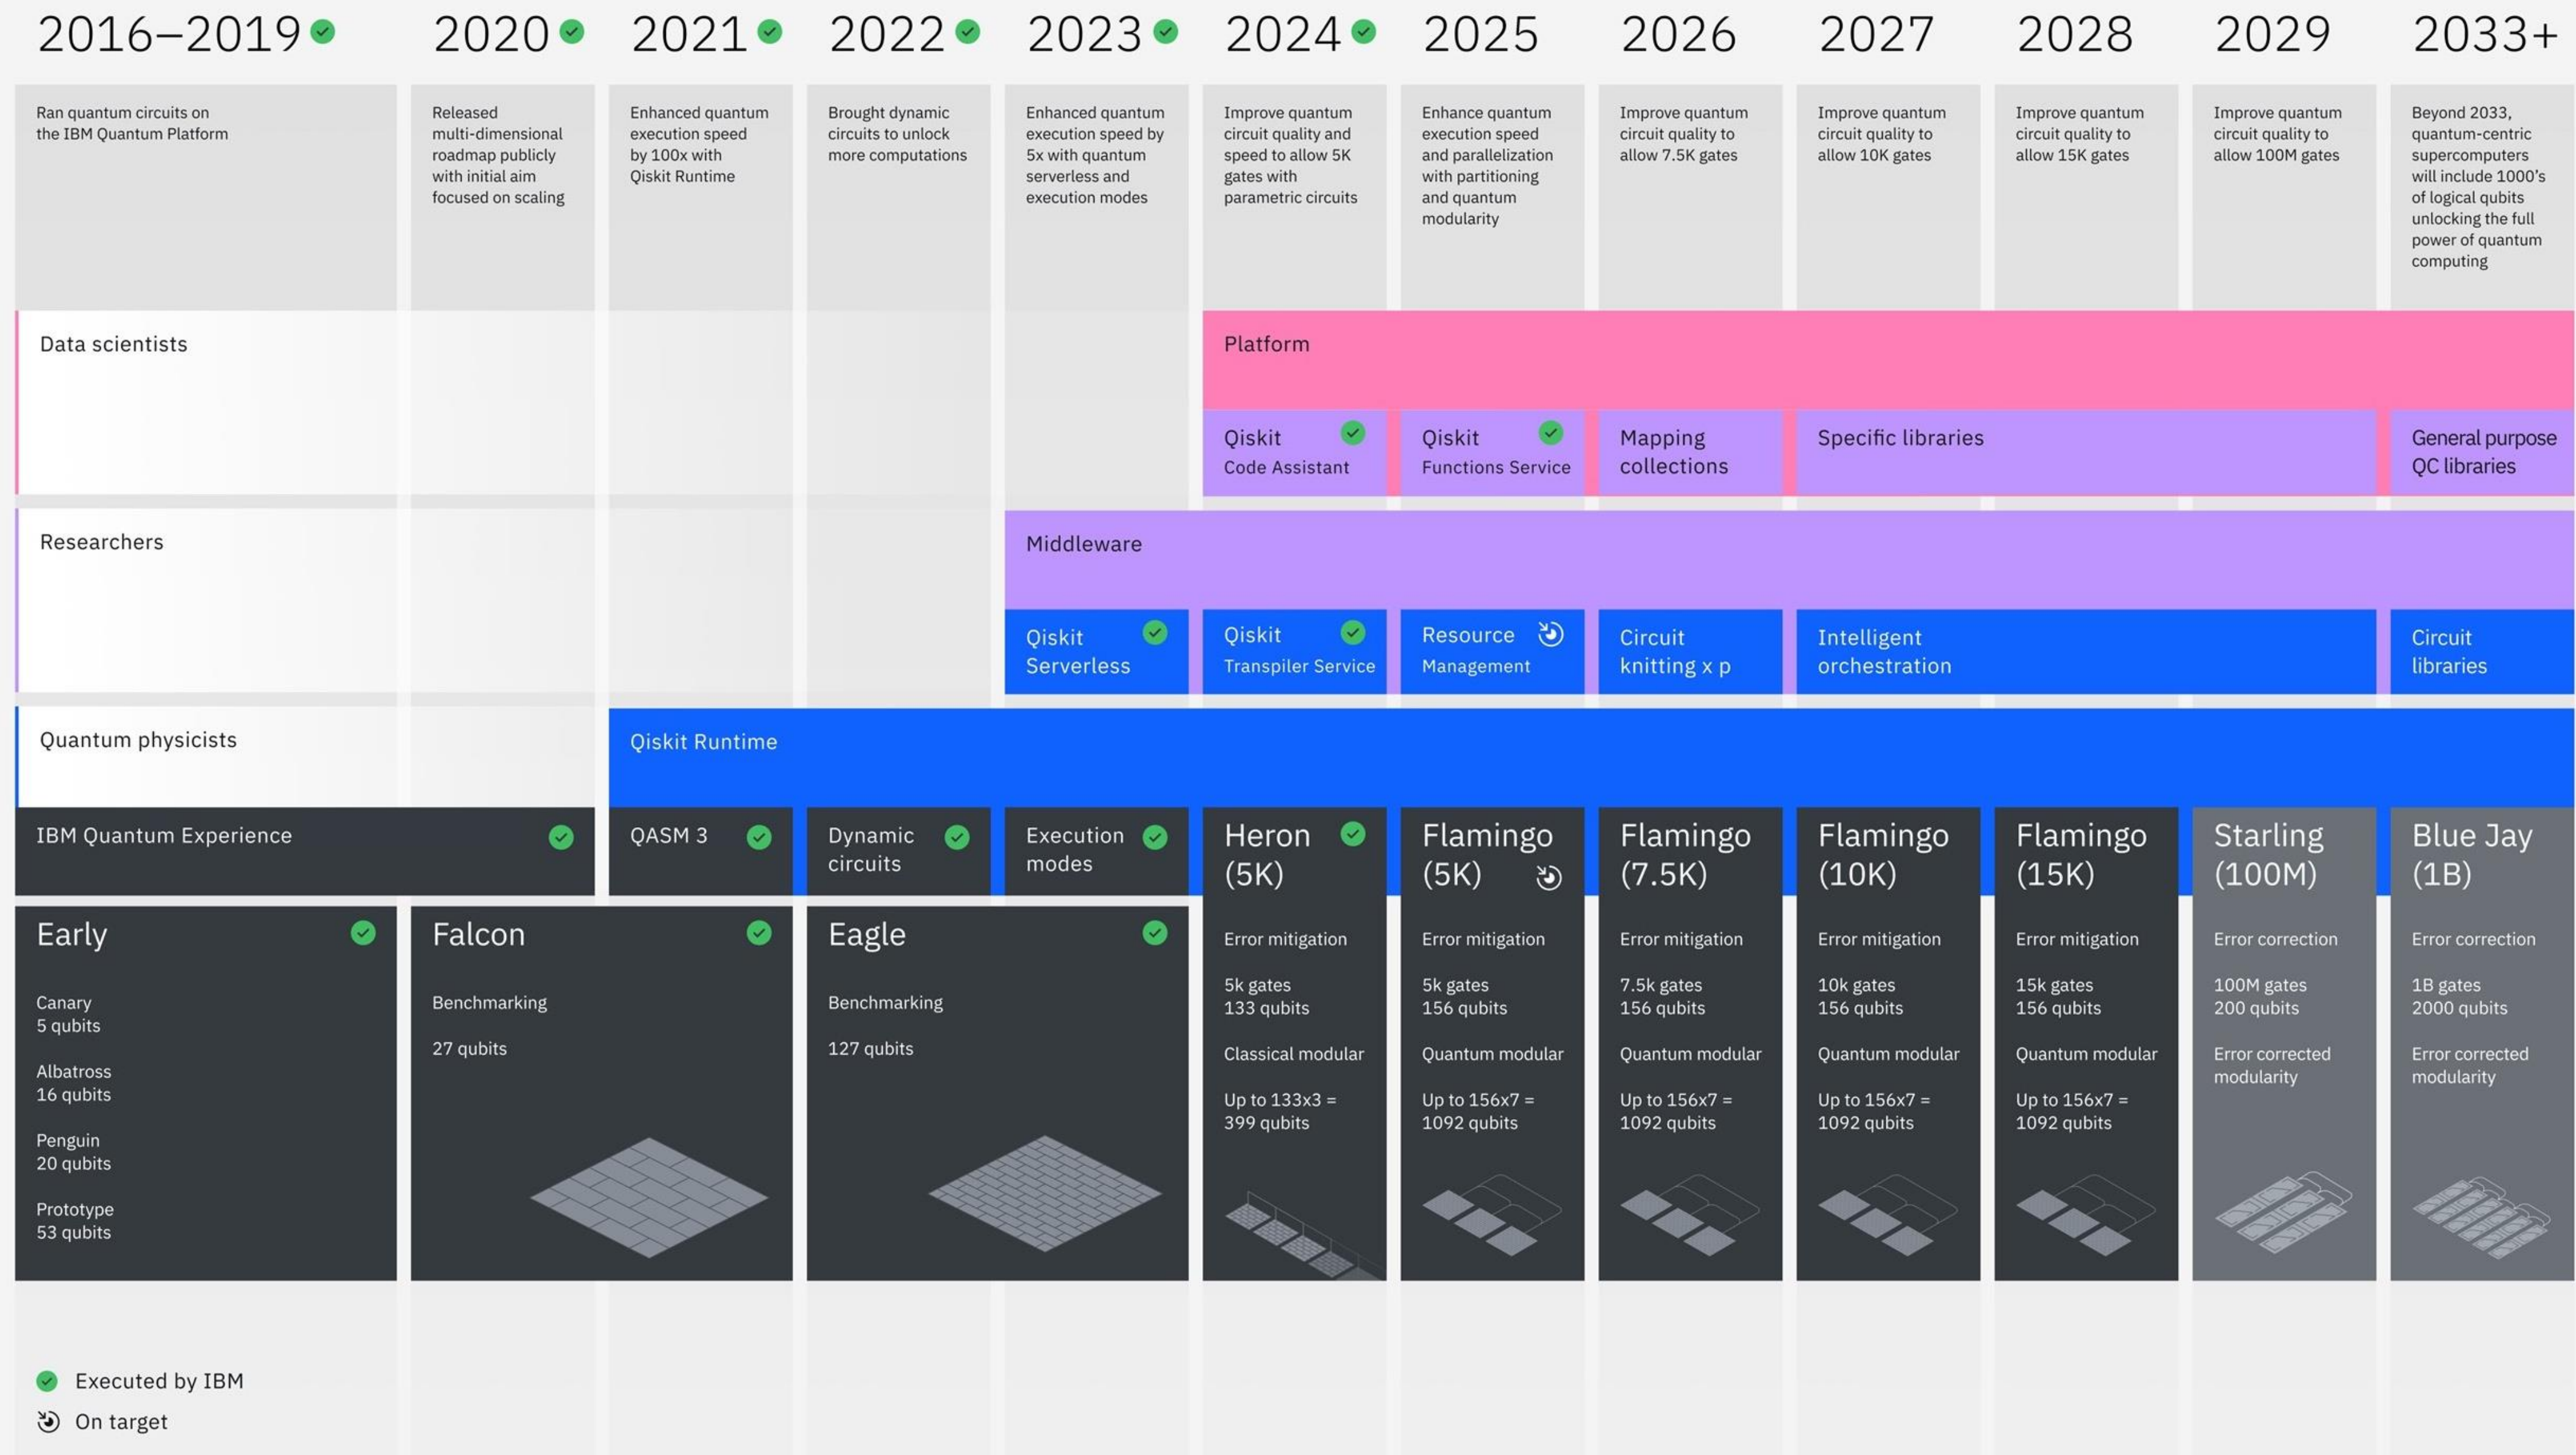 2016–2019
2020
2021
2022
2023
2024
2025
2026
2027
2028
2029
2033+
Ran quantum circuits on
the IBM Quantum Platform
Released
multi-dimensional
roadmap publicly
with initial aim
focused on scaling
Enhanced quantum
execution speed
by 100x with
Qiskit Runtime
Brought dynamic
circuits to unlock
more computations
Enhanced quantum
execution speed by
5x with quantum
serverless and
execution modes
Improve quantum
circuit quality and
speed to allow 5K
gates with
parametric circuits
Enhance quantum
execution speed
and parallelization
with partitioning
and quantum
modularity
Improve quantum
circuit quality to
allow 7.5K gates
Improve quantum
circuit quality to
allow 10K gates
Improve quantum
circuit quality to
allow 15K gates
Improve quantum
circuit quality to
allow 100M gates
Beyond 2033,
quantum-centric
supercomputers
will include 1000's
of logical qubits
unlocking the full
power of quantum
computing
Data scientists
Platform
Qiskit
Code Assistant
Qiskit
Functions Service
Mapping
collections
Specific libraries
General purpose
QC libraries
Researchers
Middleware
Qiskit
Serverless
Qiskit
Transpiler Service
Resource
Management
Circuit
knitting x p
Intelligent
orchestration
Circuit
libraries
Quantum physicists
Qiskit Runtime
IBM Quantum Experience
QASM 3
Dynamic
circuits
Execution
modes
Early
Canary
5 qubits
Albatross
16 qubits
Penguin
20 qubits
Prototype
53 qubits
Falcon
Benchmarking
27 qubits
Eagle
Benchmarking
127 qubits
Heron
(5K)
Error mitigation
5k gates
133 qubits
Classical modular
Up to 133x3 =
399 qubits
Flamingo
(5K)
Error mitigation
5k gates
156 qubits
Quantum modular
Up to 156x7 =
1092 qubits
Flamingo
(7.5K)
Error mitigation
7.5k gates
156 qubits
Quantum modular
Up to 156x7 =
1092 qubits
Flamingo
(10K)
Error mitigation
10k gates
156 qubits
Quantum modular
Up to 156x7 =
1092 qubits
Flamingo
(15K)
Error mitigation
15k gates
156 qubits
Quantum modular
Up to 156x7 =
1092 qubits
Starling
(100M)
Error correction
100M gates
200 qubits
Error corrected
modularity
Blue Jay
(1B)
Error correction
1B gates
2000 qubits
Error corrected
modularity
Executed by IBM
On target